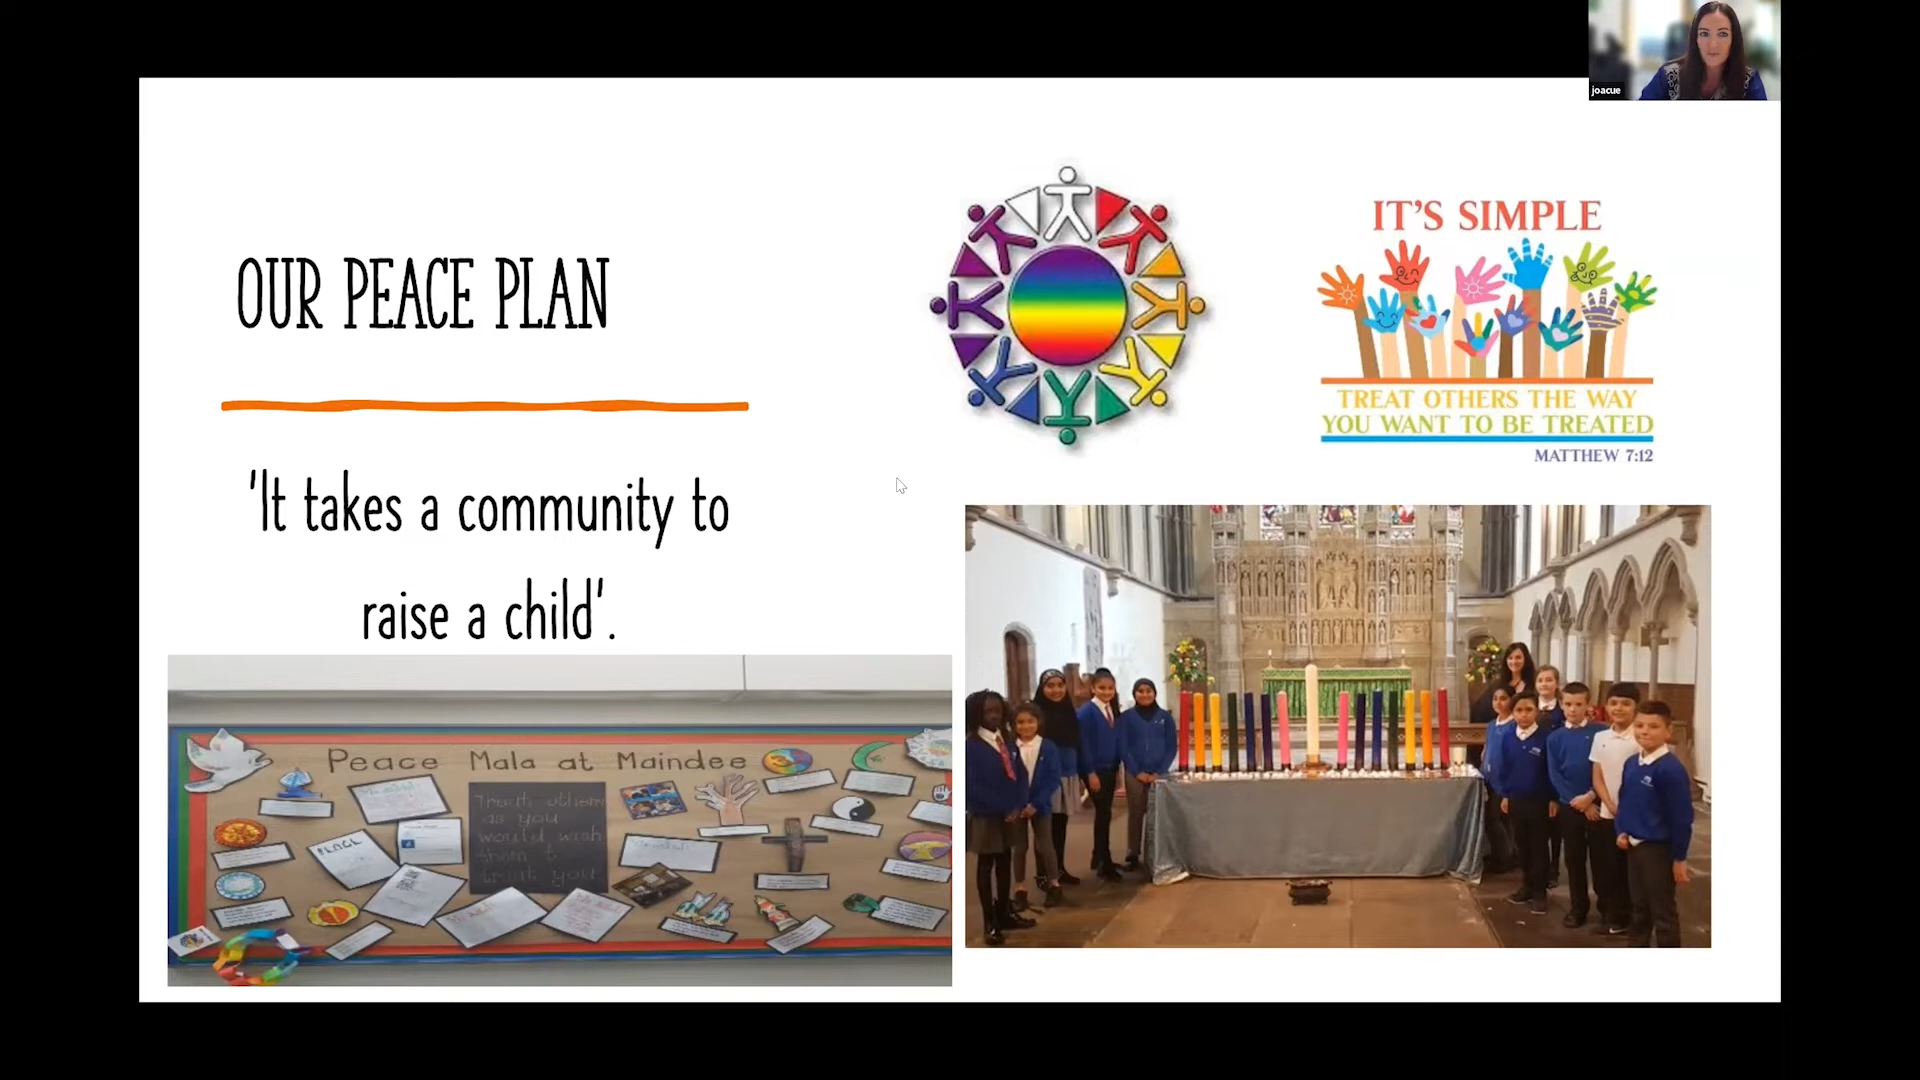 joacue
OUR PEACE PLAN
'It takes a community to
raise a child'.
IT'S SIMPLE
TREAT OTHERS THE WAY
YOU WANT TO BE TREATED
MATTHEW 7:12
Peace Mala at Maindee
Treat others
as you
would wish
them t
treat you
PEACE